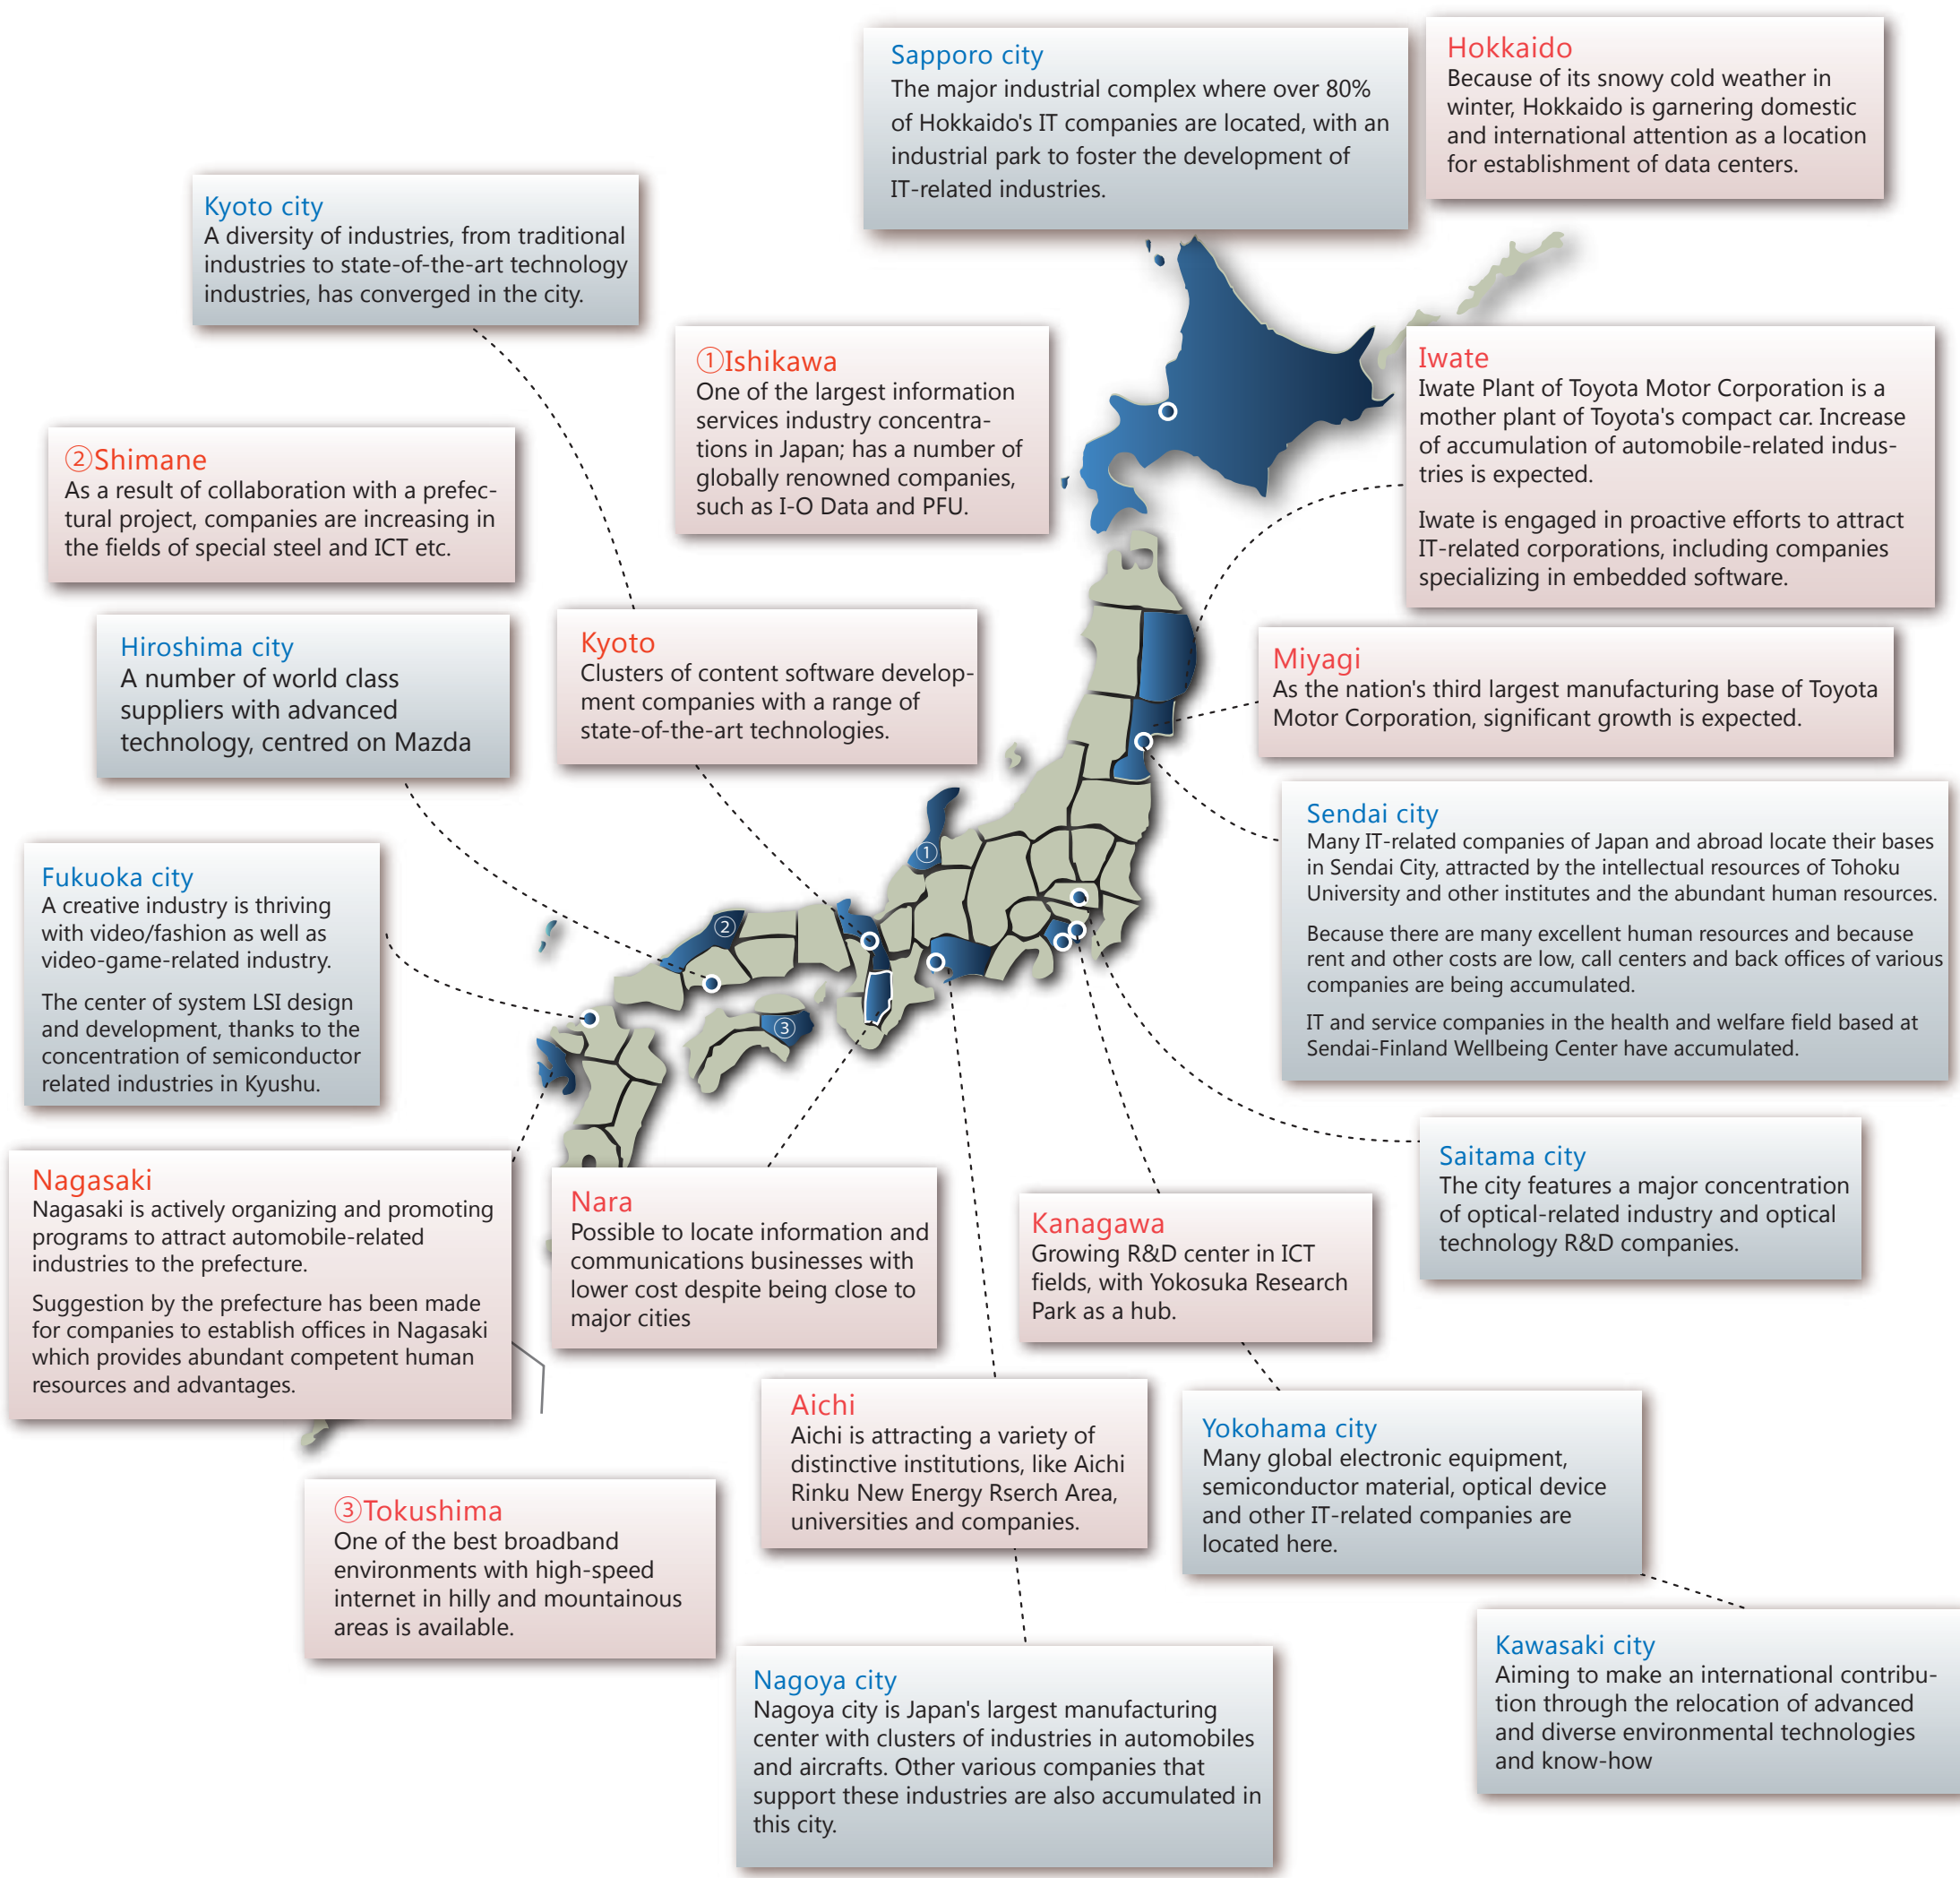 Sapporo city
The major industrial complex where over 80%
of Hokkaido's IT companies are located, with an
industrial park to foster the development of
IT-related industries.
Hokkaido
Because of its snowy cold weather in
winter, Hokkaido is garnering domestic
and international attention as a location
for establishment of data centers.
Kyoto city
A diversity of industries, from traditional
industries to state-of-the-art technology
industries, has converged in the city.
①Ishikawa
One of the largest information
services industry concentra-
tions in Japan; has a number of
globally renowned companies,
such as I-O Data and PFU.
Iwate
Iwate Plant of Toyota Motor Corporation is a
mother plant of Toyota's compact car. Increase
of accumulation of automobile-related indus-
tries is expected.
Iwate is engaged in proactive efforts to attract
IT-related corporations, including companies
specializing in embedded software.
②Shimane
As a result of collaboration with a prefec-
tural project, companies are increasing in
the fields of special steel and ICT etc.
Hiroshima city
A number of world class
suppliers with advanced
technology, centred on Mazda
Kyoto
Clusters of content software develop-
ment companies with a range of
state-of-the-art technologies.
Miyagi
As the nation's third largest manufacturing base of Toyota
Motor Corporation, significant growth is expected.
Sendai city
Many IT-related companies of Japan and abroad locate their bases
in Sendai City, attracted by the intellectual resources of Tohoku
University and other institutes and the abundant human resources.
Because there are many excellent human resources and because
rent and other costs are low, call centers and back offices of various
companies are being accumulated.
IT and service companies in the health and welfare field based at
Sendai-Finland Wellbeing Center have accumulated.
Fukuoka city
A creative industry is thriving
with video/fashion as well as
video-game-related industry.
The center of system LSI design
and development, thanks to the
concentration of semiconductor
related industries in Kyushu.
①
②
③
Saitama city
The city features a major concentration
of optical-related industry and optical
technology R&D companies.
Nagasaki
Nagasaki is actively organizing and promoting
programs to attract automobile-related
industries to the prefecture.
Suggestion by the prefecture has been made
for companies to establish offices in Nagasaki
which provides abundant competent human
resources and advantages.
Nara
Possible to locate information and
communications businesses with
lower cost despite being close to
major cities
Kanagawa
Growing R&D center in ICT
fields, with Yokosuka Research
Park as a hub.
Aichi
Aichi is attracting a variety of
distinctive institutions, like Aichi
Rinku New Energy Rserch Area,
universities and companies.
Yokohama city
Many global electronic equipment,
semiconductor material, optical device
and other IT-related companies are
located here.
③Tokushima
One of the best broadband
environments with high-speed
internet in hilly and mountainous
areas is available.
Nagoya city
Nagoya city is Japan's largest manufacturing
center with clusters of industries in automobiles
and aircrafts. Other various companies that
support these industries are also accumulated in
this city.
Kawasaki city
Aiming to make an international contribu-
tion through the relocation of advanced
and diverse environmental technologies
and know-how